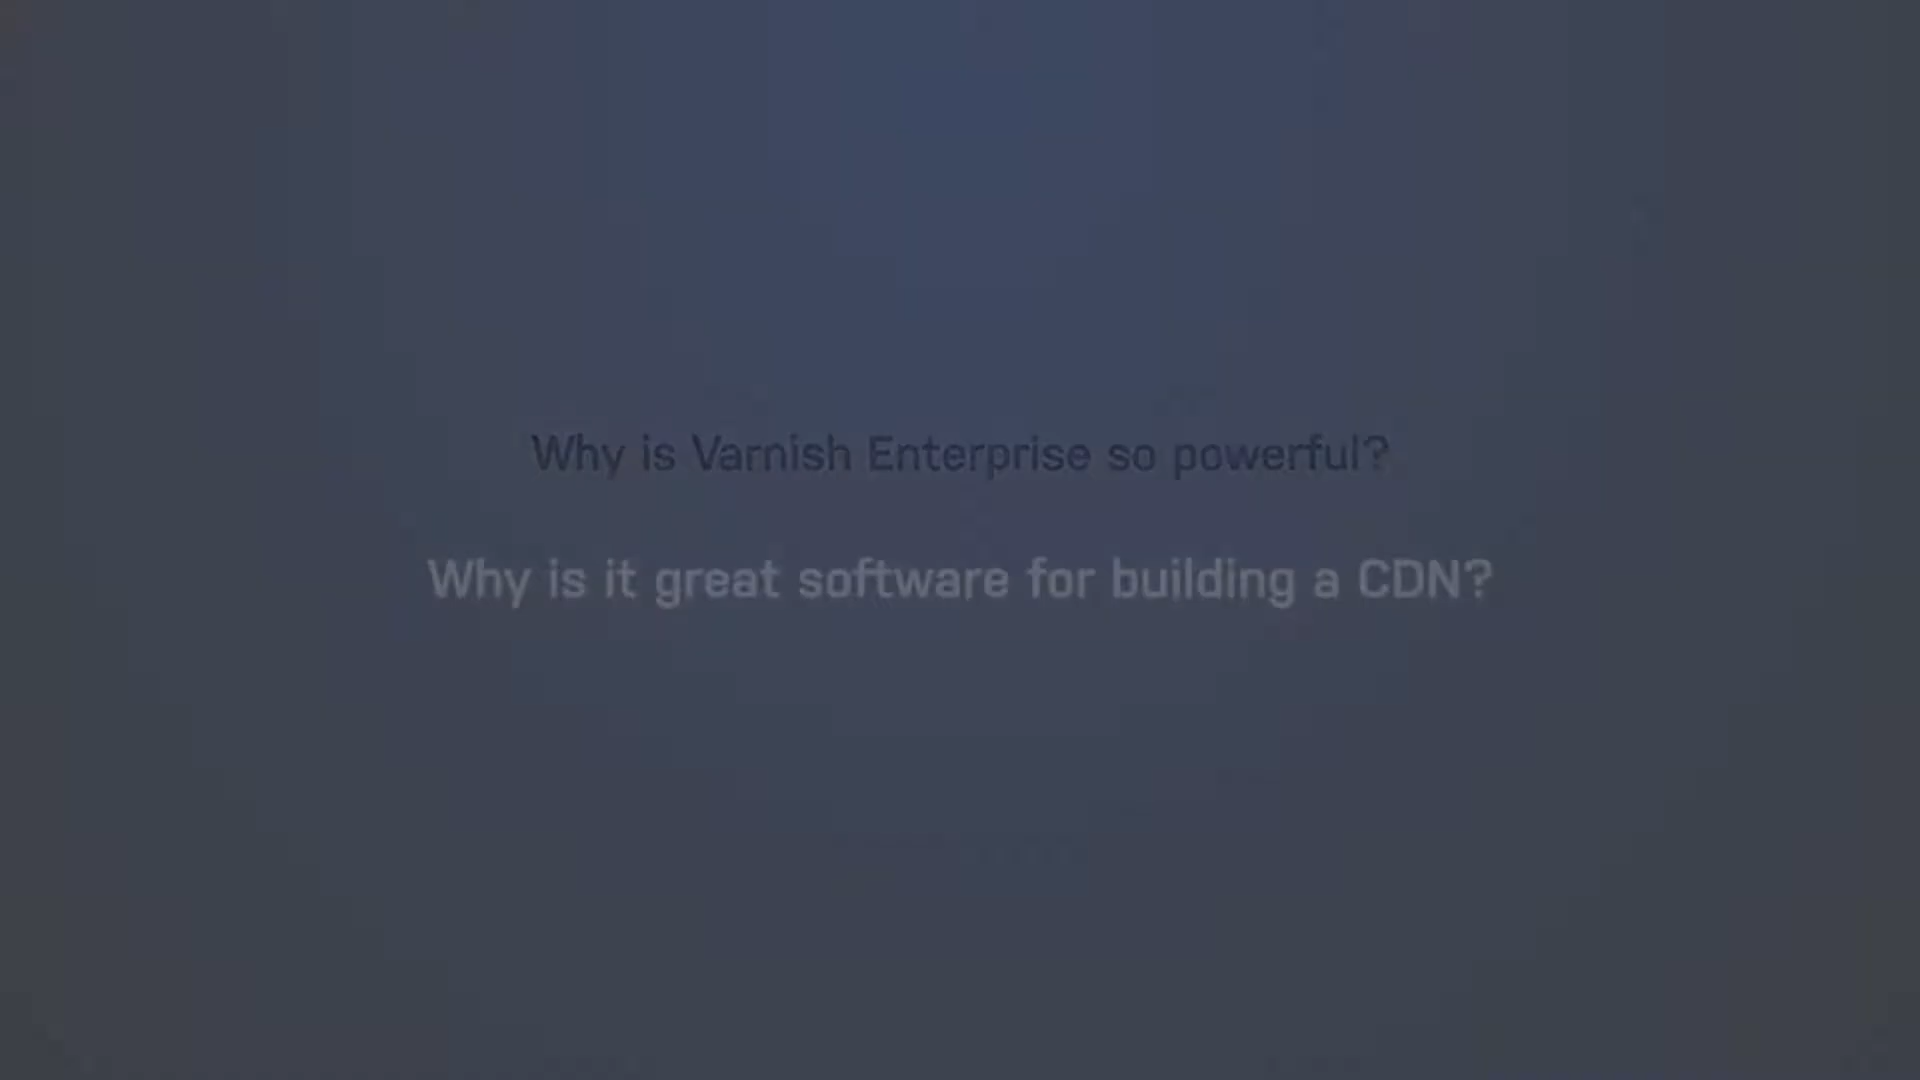 Why is Varnish Enterprise so powerful?
Why is it great software for building a CDN?